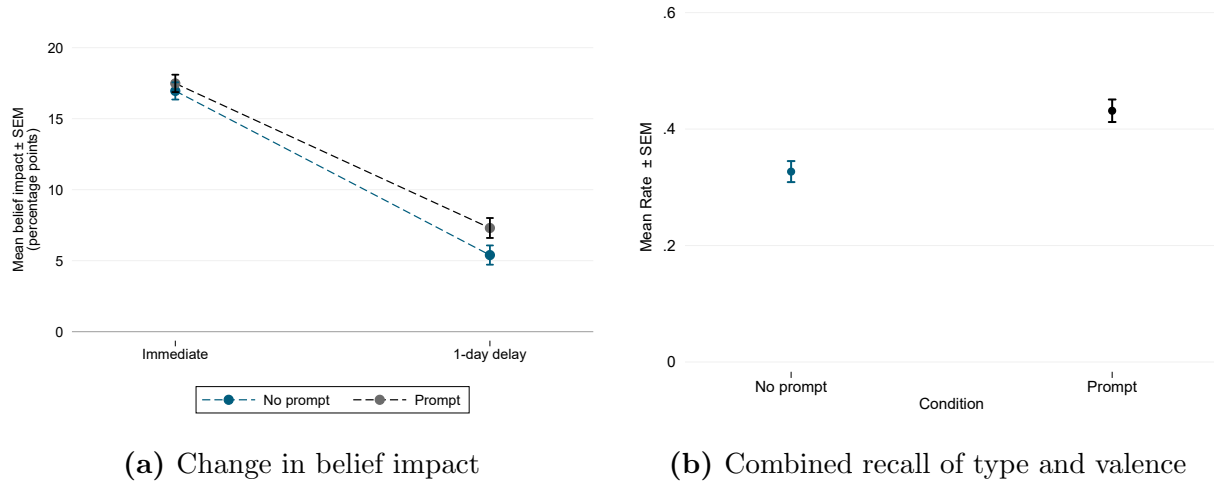 Mean belief impact ± SEM
(percentage points)
20
15
10
5
0
Immediate
1-day delay
No prompt
Prompt
(a) Change in belief impact
Mean Rate ± SEM
.6
.4
.2
0
No prompt
Prompt
Condition
(b) Combined recall of type and valence